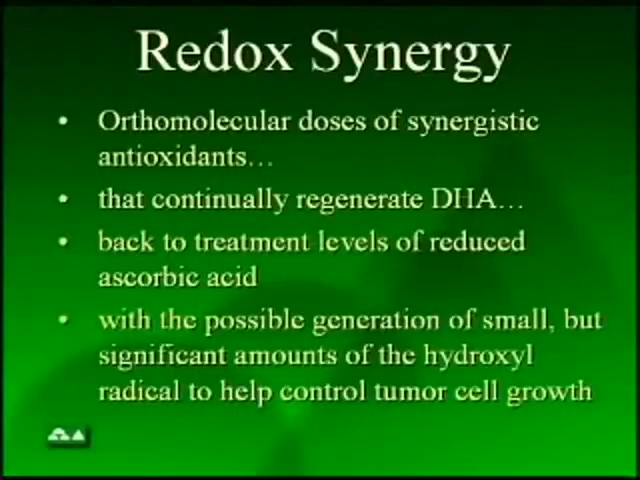 Redox Synergy
• Orthomolecular doses of synergistic
antioxidants…
• that continually regenerate DHA…
• back to treatment levels of reduced
ascorbic acid
• with the possible generation of small, but
significant amounts of the hydroxyl
radical to help control tumor cell growth